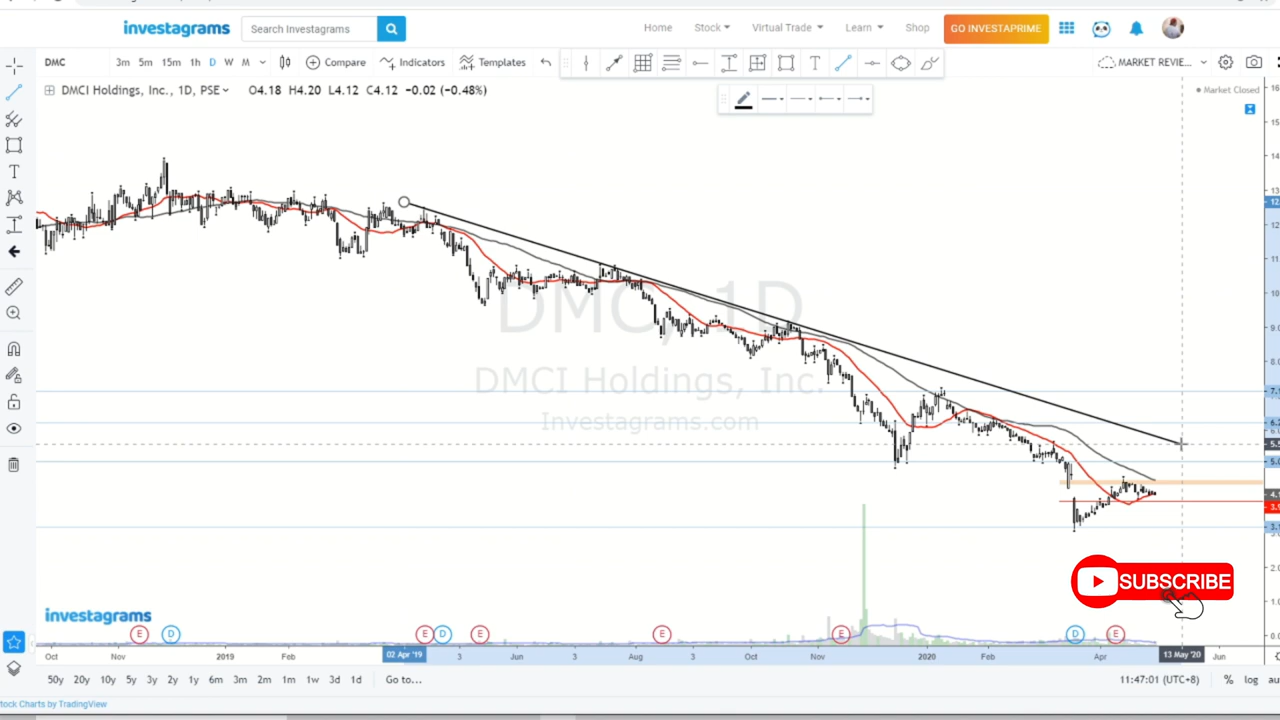 investagrams Search Investagrams Home Stock Virtual Trade Learn Shop GO INVESTAPRIME
DMC 3m 5m 15m 1h D W M Compare Indicators Templates T MARKET REVIE...
DMCI Holdings, Inc., 1D, PSE O4.18 H4.20 L4.12 C4.12 −0.02 (−0.48%) Market Closed
DMC, 1D
DMCI Holdings, Inc.
Investagrams.com
SUBSCRIBE
investagrams
E D E D E E E D E
Oct Nov 2019 Feb 02 Apr '19 3 Jun 3 Aug Oct Nov 2020 Feb Apr 13 May '20 Jun
50y 20y 10y 5y 3y 2y 1y 6m 3m 2m 1m 1w 3d 1d Go to... 11:47:01 (UTC+8) % log
tock Charts by TradingView